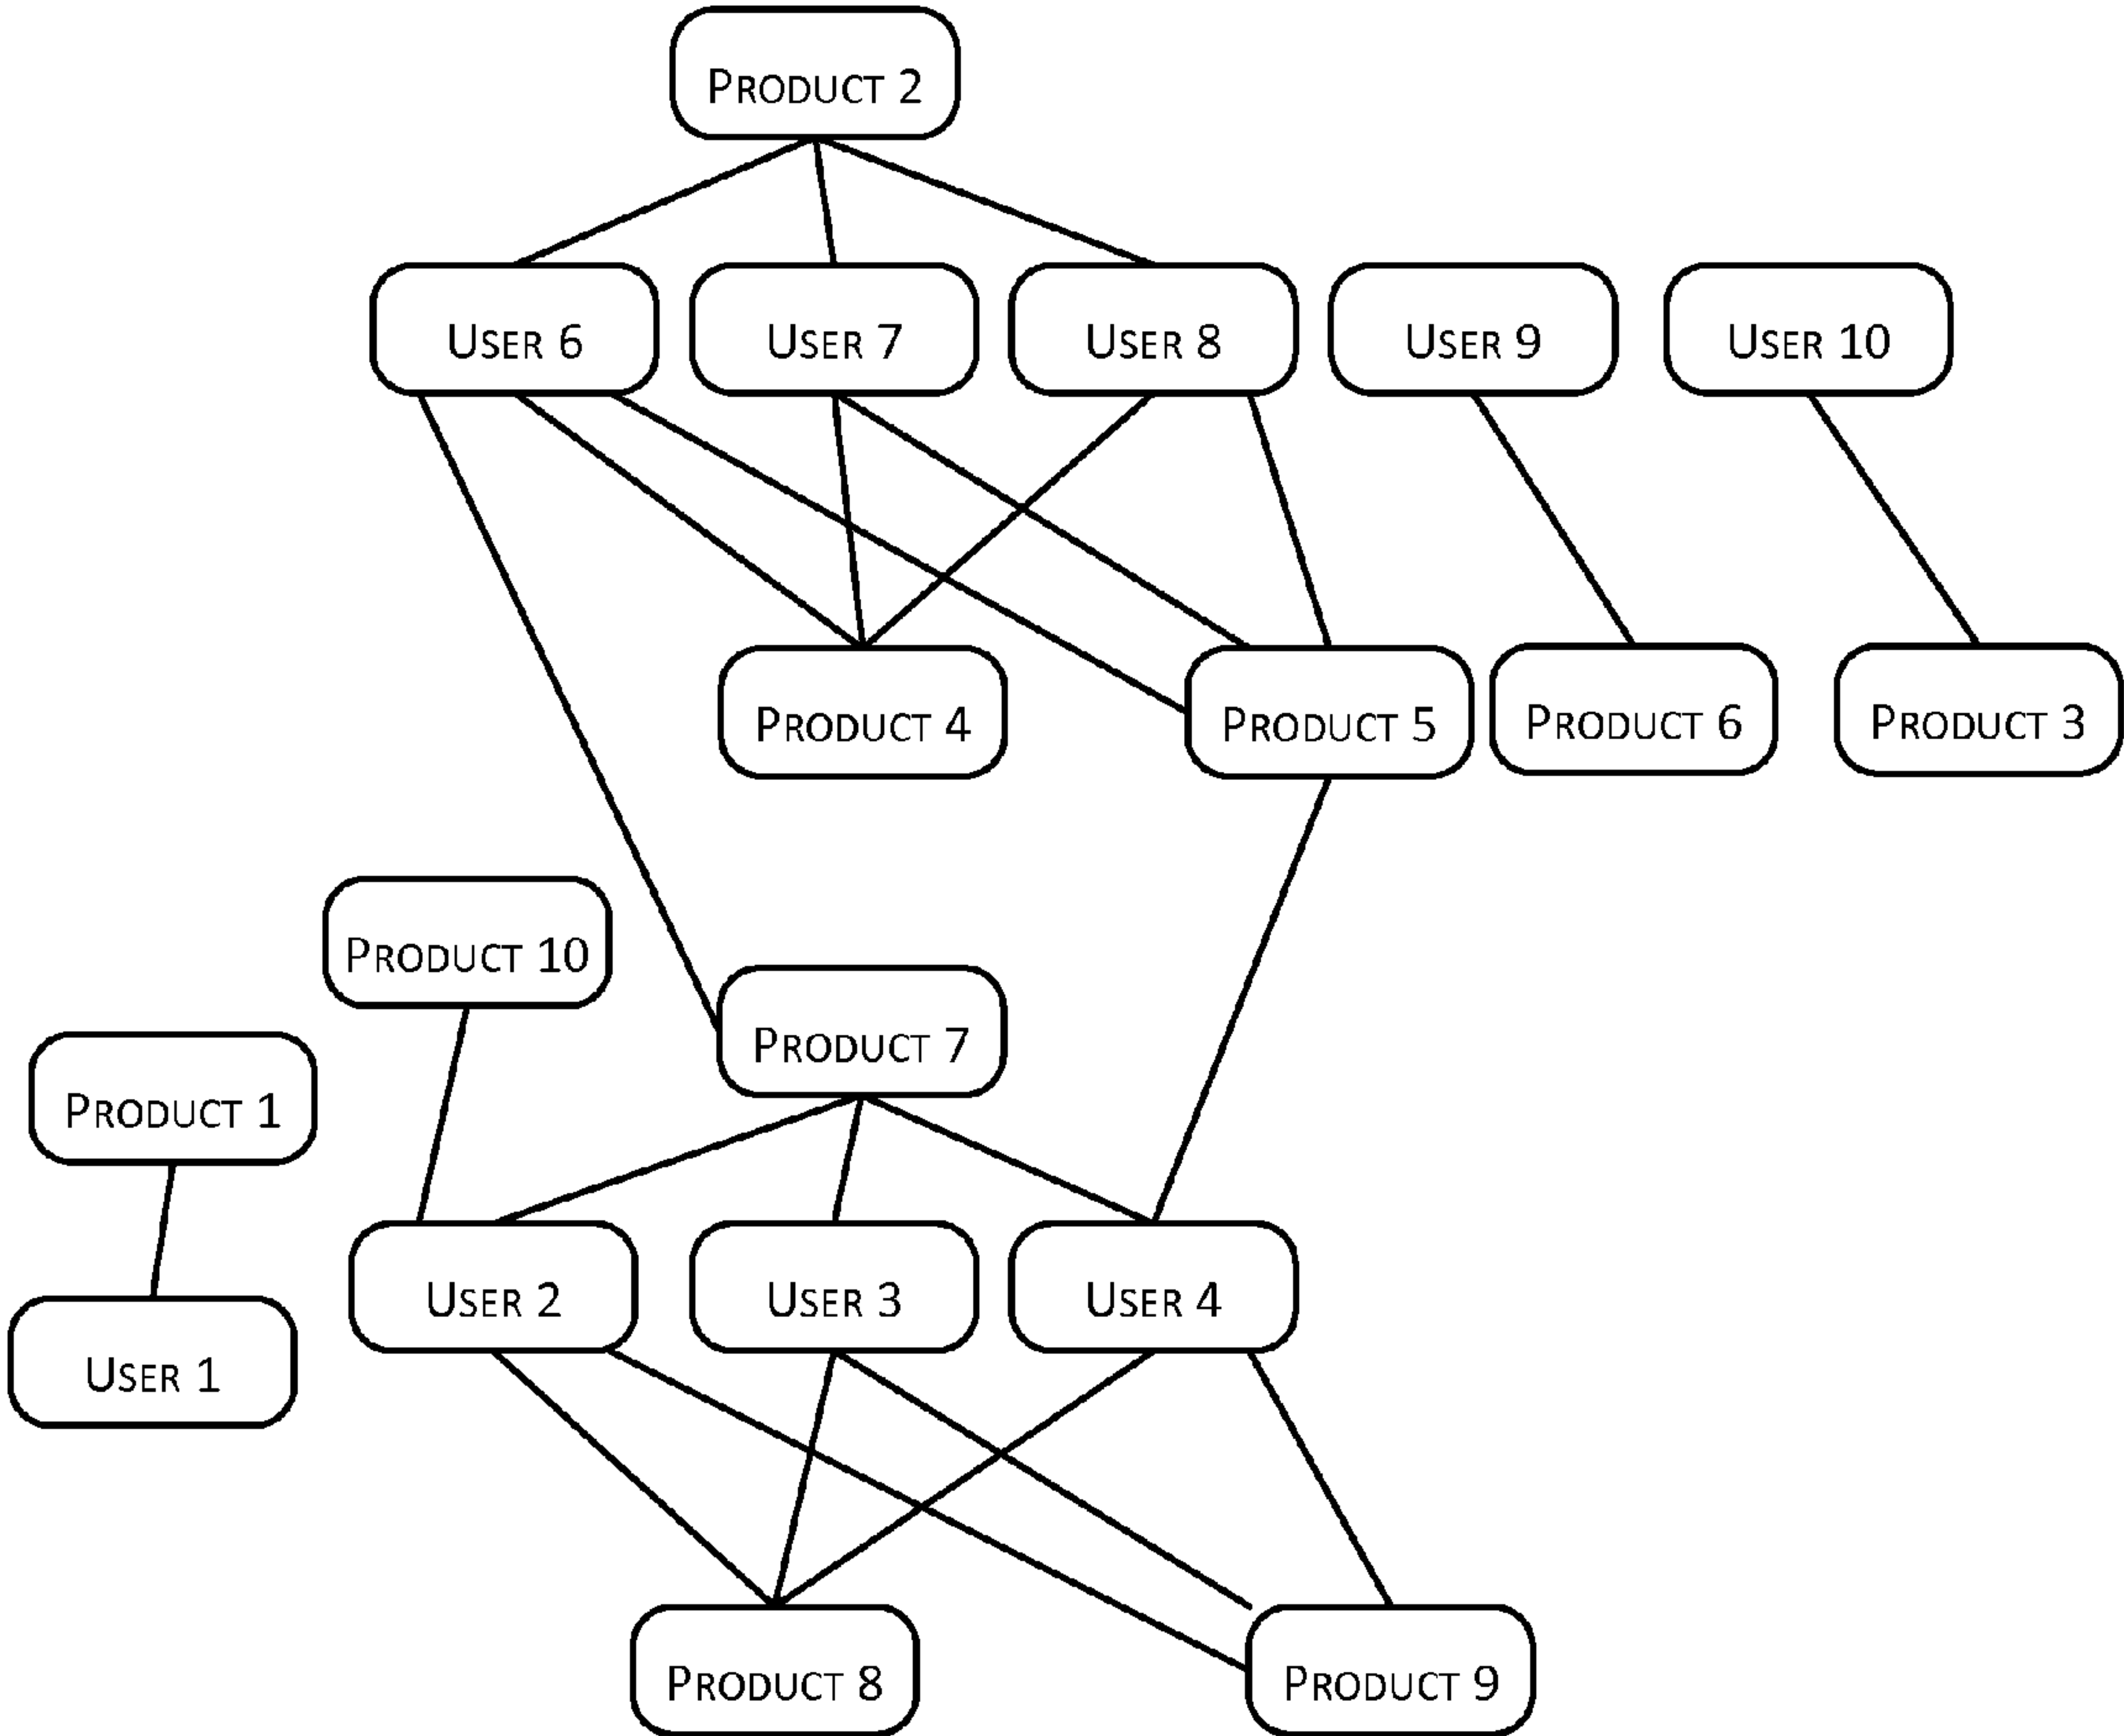 Product 2
User 6
User 7
User 8
User 9
User 10
Product 4
Product 5
Product 6
Product 3
Product 10
Product 7
Product 1
User 2
User 3
User 4
User 1
Product 8
Product 9